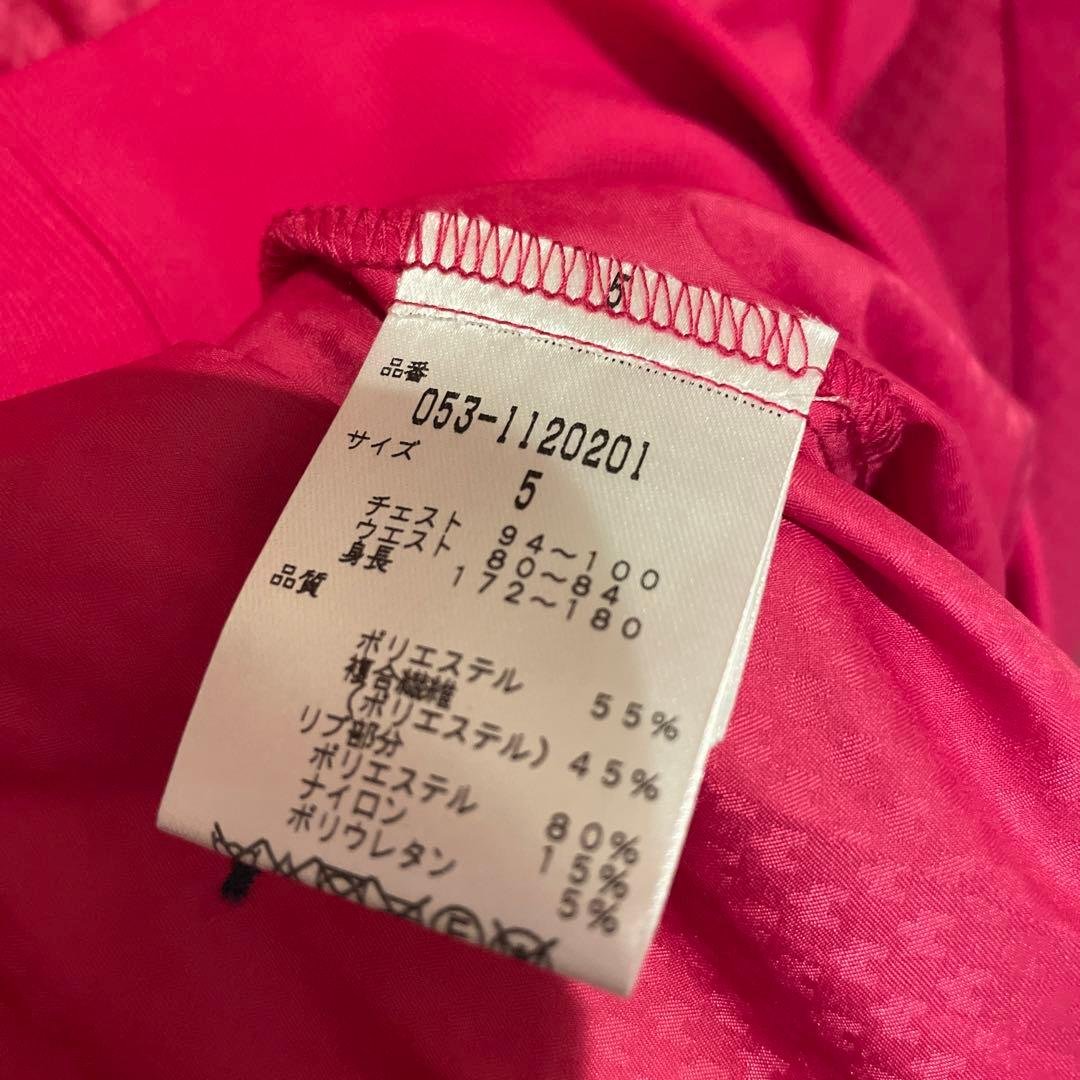 5
品番
053-1120201
サイズ
5
チェスト 94～100
ウエスト 80～84
身長 172～180
品質
ポリエステル 55%
複合繊維
(ポリエステル) 45%
リブ部分
ポリエステル 80%
ナイロン 15%
ポリウレタン 5%
F